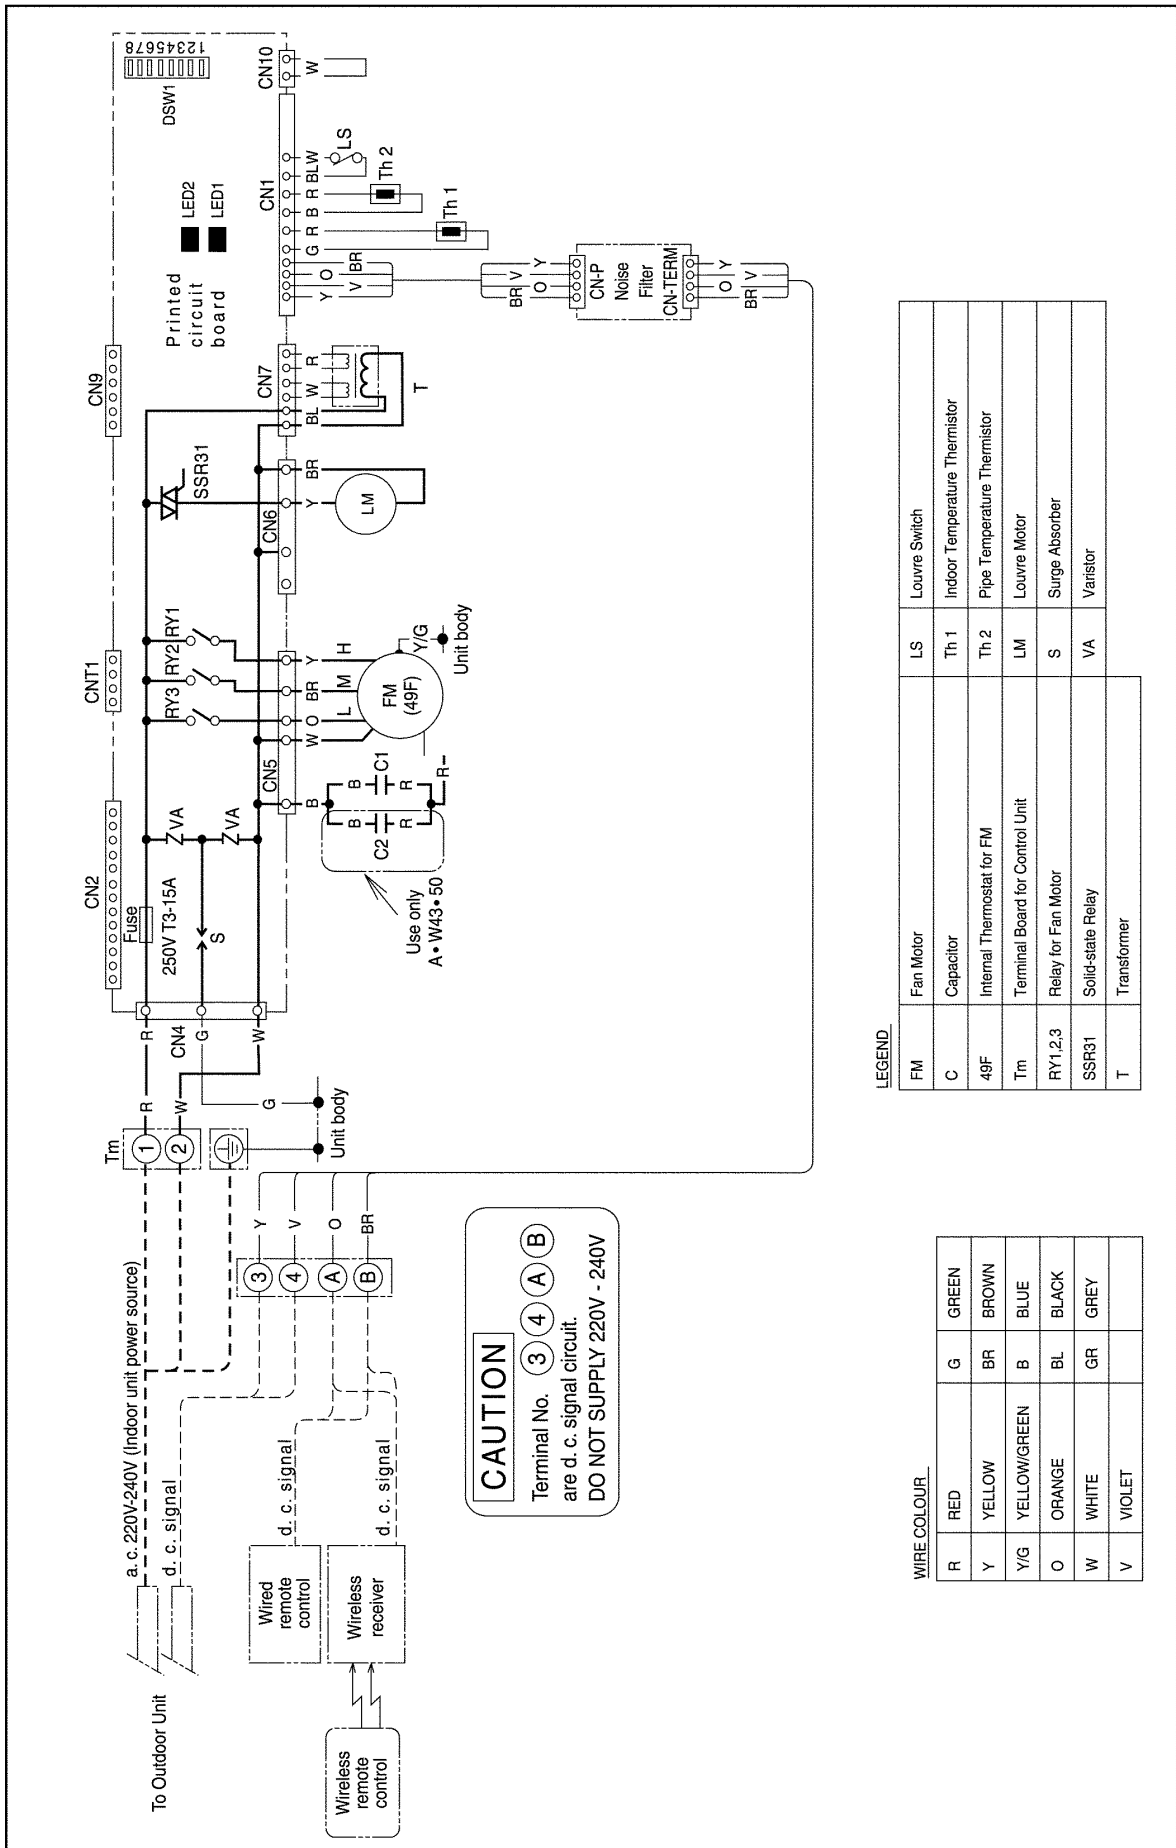 To Outdoor Unit
a. c. 220V-240V (Indoor unit power source)
d. c. signal
Tm
1
2
R
W
R
CN4
G
W
G
Unit body
Fuse
250V T3-15A
S
VA
VA
CN2
CNT1
CN9
RY3
RY2
RY1
SSR31
Printed
circuit
board
LED2
LED1
DSW1
12345678
CN5
CN6
CN7
CN1
CN10
B
W
O
BR
Y
L
M
H
Y
BR
BL
W
R
Y
V
O
BR
G
R
B
R
BL
W
W
B
B
C2
C1
R
R
R
Use only
A • W43 • 50
FM
(49F)
Y/G
Unit body
LM
T
Th 1
Th 2
LS
BR
O
V
Y
CN-P
Noise
Filter
CN-TERM
BR
O
V
Y
3
4
A
B
Y
V
O
BR
d. c. signal
d. c. signal
Wired
remote
control
Wireless
receiver
Wireless
remote
control
CAUTION
Terminal No. 3 4 A B
are d. c. signal circuit.
DO NOT SUPPLY 220V - 240V
WIRE COLOUR
R RED G GREEN
Y YELLOW BR BROWN
Y/G YELLOW/GREEN B BLUE
O ORANGE BL BLACK
W WHITE GR GREY
V VIOLET
LEGEND
FM Fan Motor LS Louvre Switch
C Capacitor Th 1 Indoor Temperature Thermistor
49F Internal Thermostat for FM Th 2 Pipe Temperature Thermistor
Tm Terminal Board for Control Unit LM Louvre Motor
RY1,2,3 Relay for Fan Motor S Surge Absorber
SSR31 Solid-state Relay VA Varistor
T Transformer